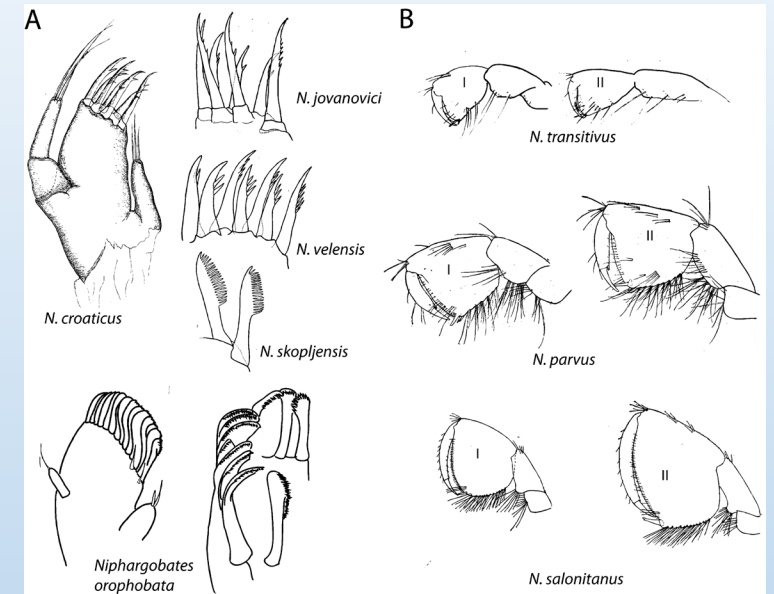 A
N. jovanovici
N. velensis
N. croaticus
N. skopljensis
Niphargobates
orophobata
B
I
II
N. transitivus
I
II
N. parvus
I
II
N. salonitanus